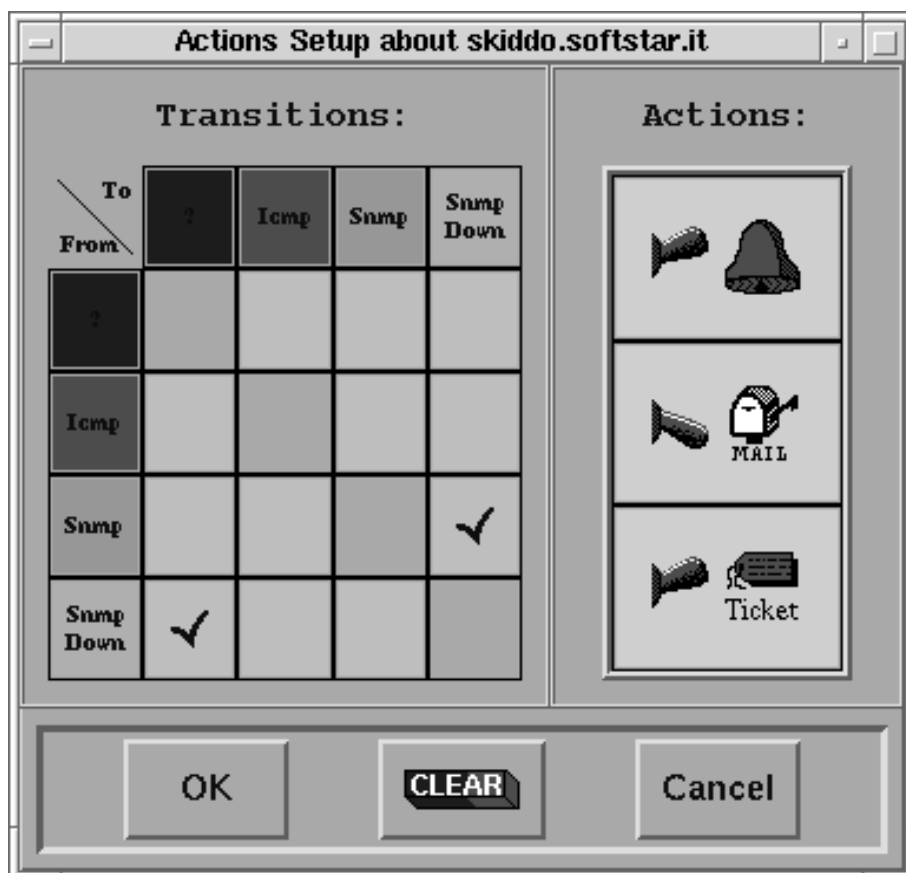 Actions Setup about skiddo.softstar.it
Transitions:
Actions:
To
From
?
Icmp
Snmp
Snmp
Down
?
Icmp
Snmp
Snmp
Down
MAIL
Ticket
OK
CLEAR
Cancel